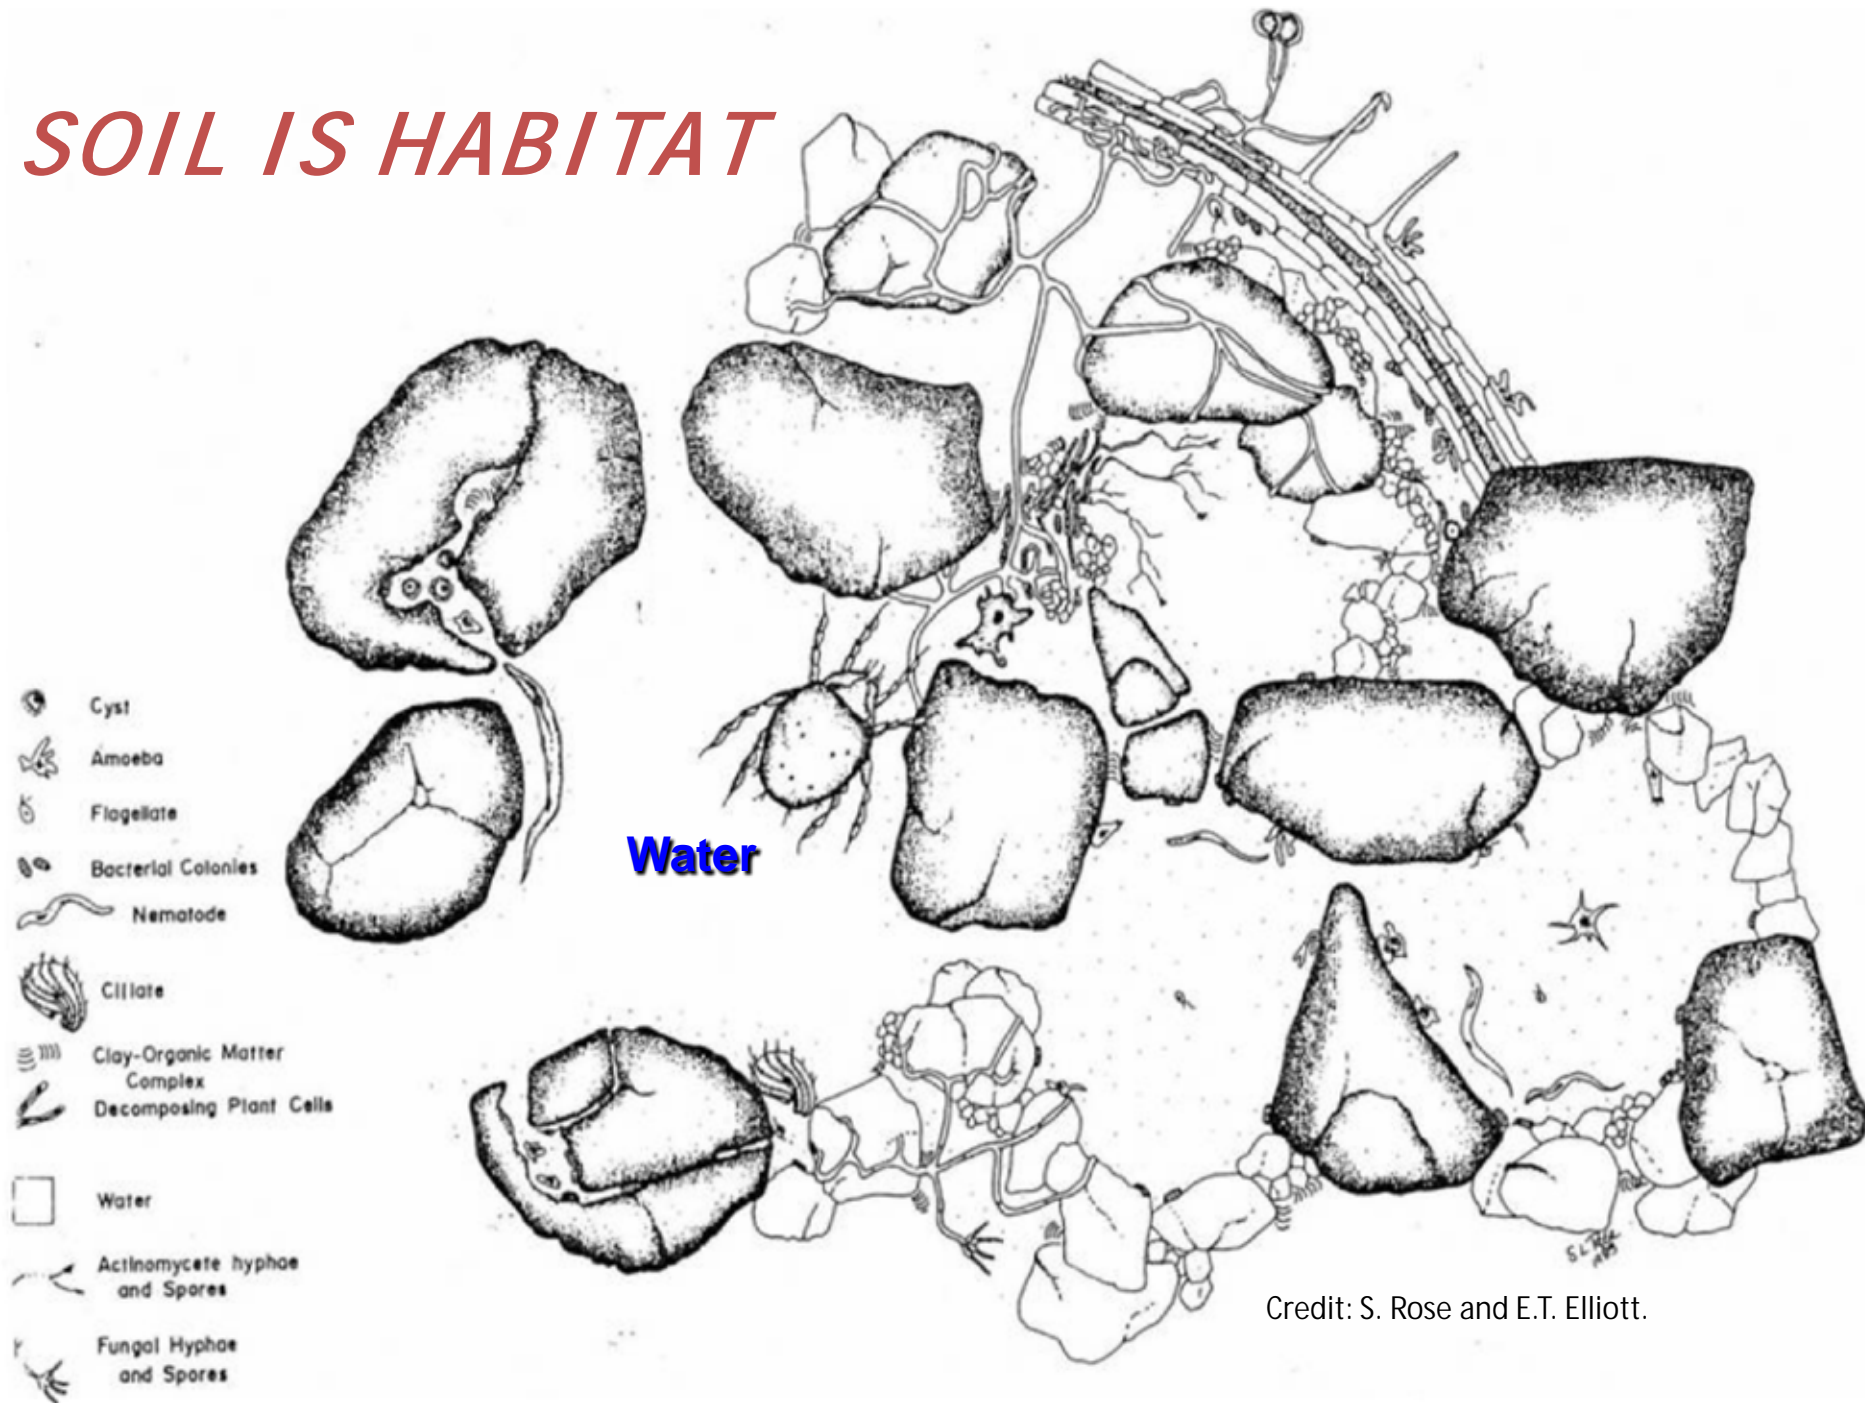 SOIL IS HABITAT
Cyst
Amoeba
Flagellate
Bacterial Colonies
Nematode
Ciliate
Clay-Organic Matter
Complex
Decomposing Plant Cells
Water
Actinomycete hyphae
and Spores
Fungal Hyphae
and Spores
Water
Credit: S. Rose and E.T. Elliott.